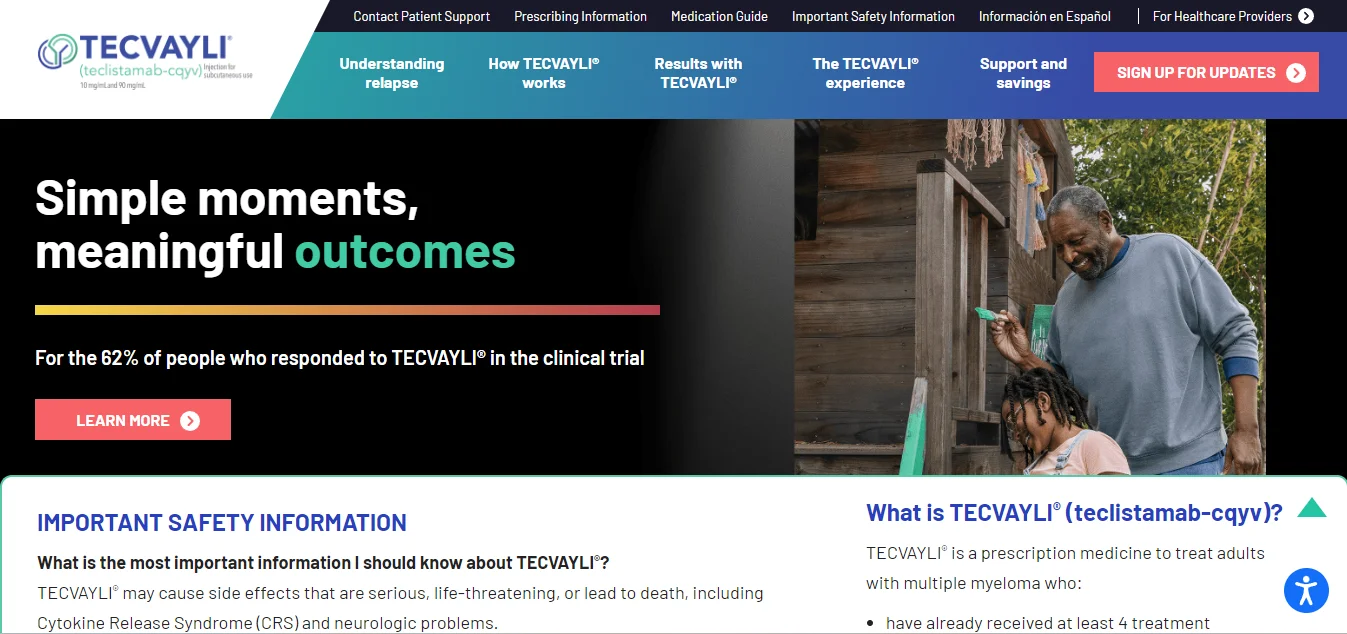 Contact Patient Support
Prescribing Information
Medication Guide
Important Safety Information
Información en Español
For Healthcare Providers
TECVAYLI®
(teclistamab-cqyv) Injection for subcutaneous use
10 mg/mL and 90 mg/mL
Understanding
relapse
How TECVAYLI®
works
Results with
TECVAYLI®
The TECVAYLI®
experience
Support and
savings
SIGN UP FOR UPDATES
Simple moments,
meaningful outcomes
For the 62% of people who responded to TECVAYLI® in the clinical trial
LEARN MORE
IMPORTANT SAFETY INFORMATION
What is the most important information I should know about TECVAYLI®?
TECVAYLI® may cause side effects that are serious, life-threatening, or lead to death, including
Cytokine Release Syndrome (CRS) and neurologic problems.
What is TECVAYLI® (teclistamab-cqyv)?
TECVAYLI® is a prescription medicine to treat adults
with multiple myeloma who:
• have already received at least 4 treatment